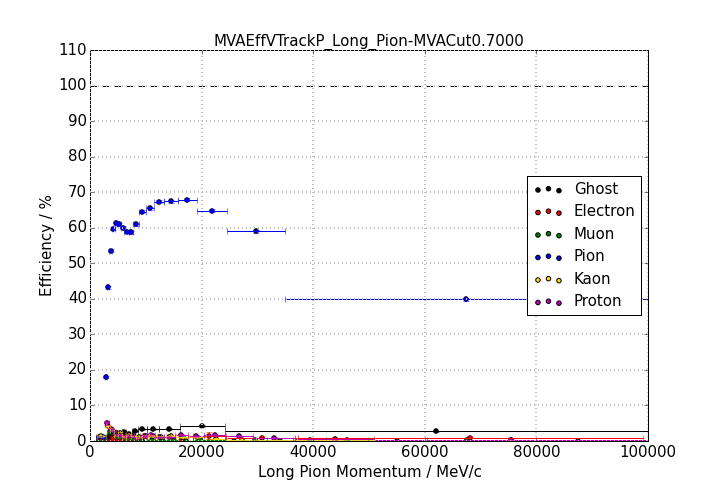 MVAEffVTrackP_Long_Pion-MVACut0.7000
110
100
90
80
70
60
50
40
30
20
10
0
Efficiency / %
Ghost
Electron
Muon
Pion
Kaon
Proton
0 20000 40000 60000 80000 100000
Long Pion Momentum / MeV/c